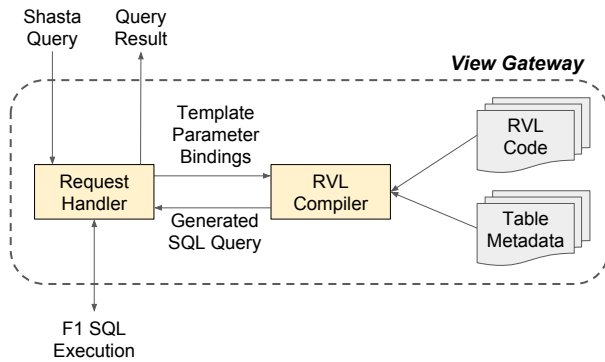 Shasta
Query
Query
Result
View Gateway
Template
Parameter
Bindings
RVL
Code
Request
Handler
RVL
Compiler
Generated
SQL Query
Table
Metadata
F1 SQL
Execution